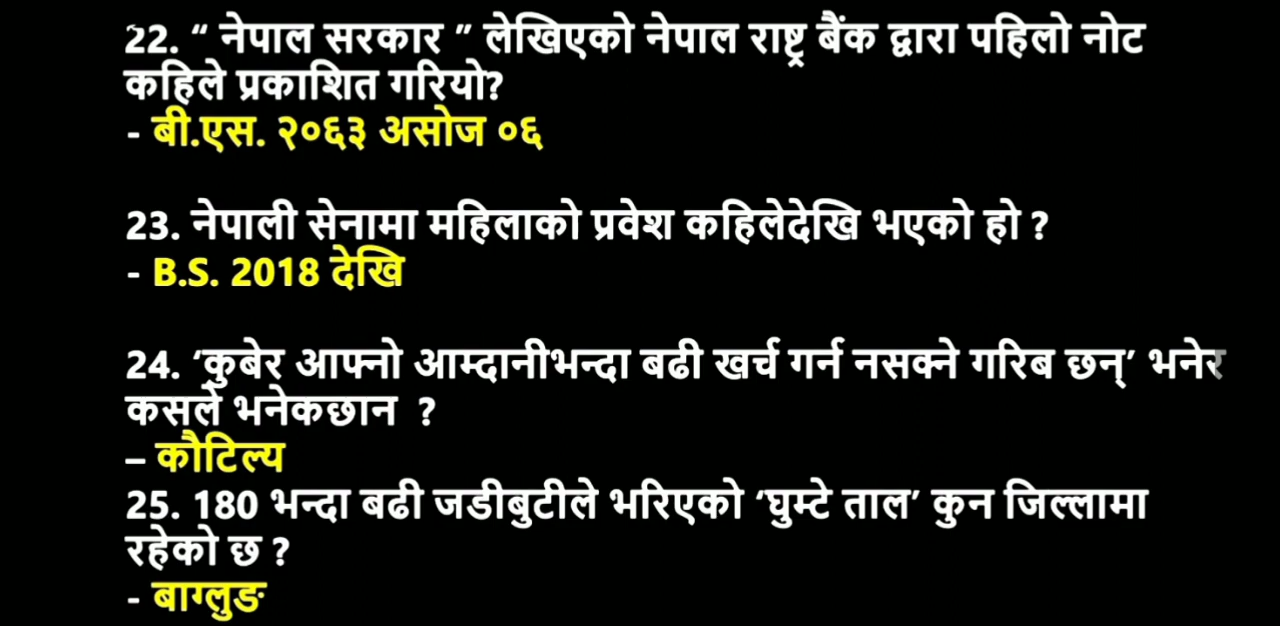 22. “ नेपाल सरकार ” लेखिएको नेपाल राष्ट्र बैंक द्वारा पहिलो नोट
कहिले प्रकाशित गरियो?
- बी.एस. २०६३ असोज ०६
23. नेपाली सेनामा महिलाको प्रवेश कहिलेदेखि भएको हो ?
- B.S. 2018 देखि
24. ‘कुबेर आफ्नो आम्दानीभन्दा बढी खर्च गर्न नसक्ने गरिब छन्’ भनेर
कसले भनेकछान ?
– कौटिल्य
25. 180 भन्दा बढी जडीबुटीले भरिएको ‘घुम्टे ताल’ कुन जिल्लामा
रहेको छ ?
- बाग्लुङ